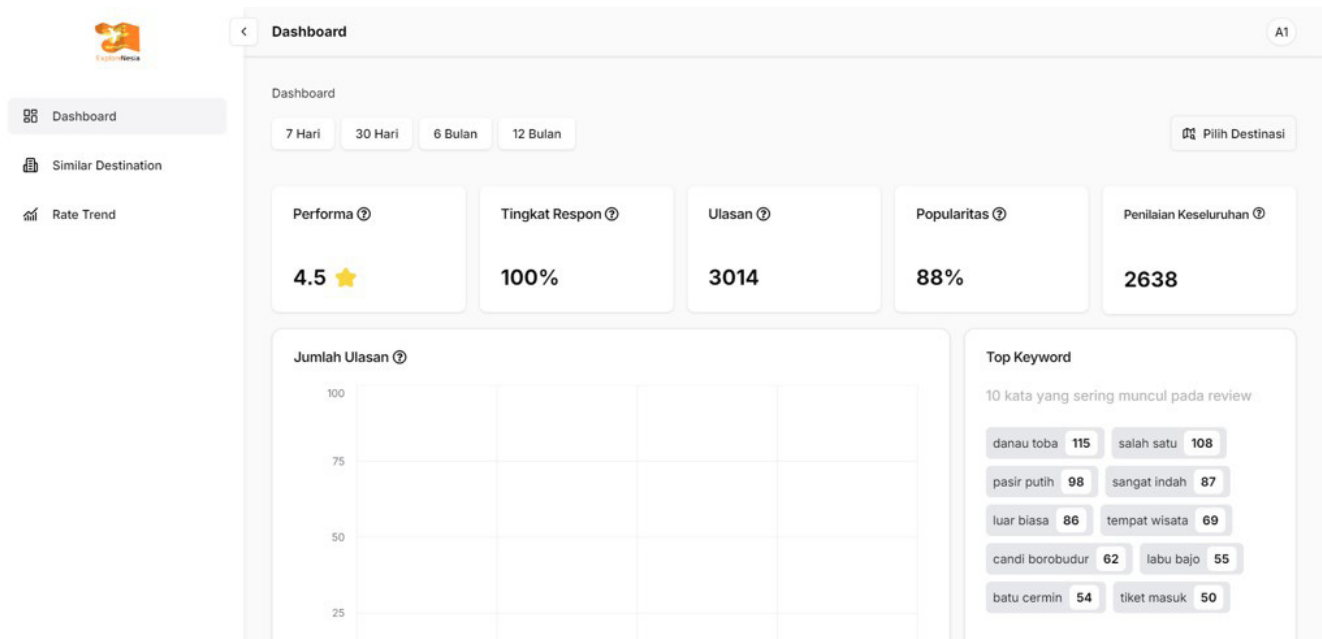 ExploreNesia
Dashboard
A1
Dashboard
Similar Destination
Rate Trend
Dashboard
7 Hari 30 Hari 6 Bulan 12 Bulan
Pilih Destinasi
Performa
4.5
Tingkat Respon
100%
Ulasan
3014
Popularitas
88%
Penilaian Keseluruhan
2638
Jumlah Ulasan
100
75
50
25
Top Keyword
10 kata yang sering muncul pada review
danau toba 115 salah satu 108
pasir putih 98 sangat indah 87
luar biasa 86 tempat wisata 69
candi borobudur 62 labu bajo 55
batu cermin 54 tiket masuk 50